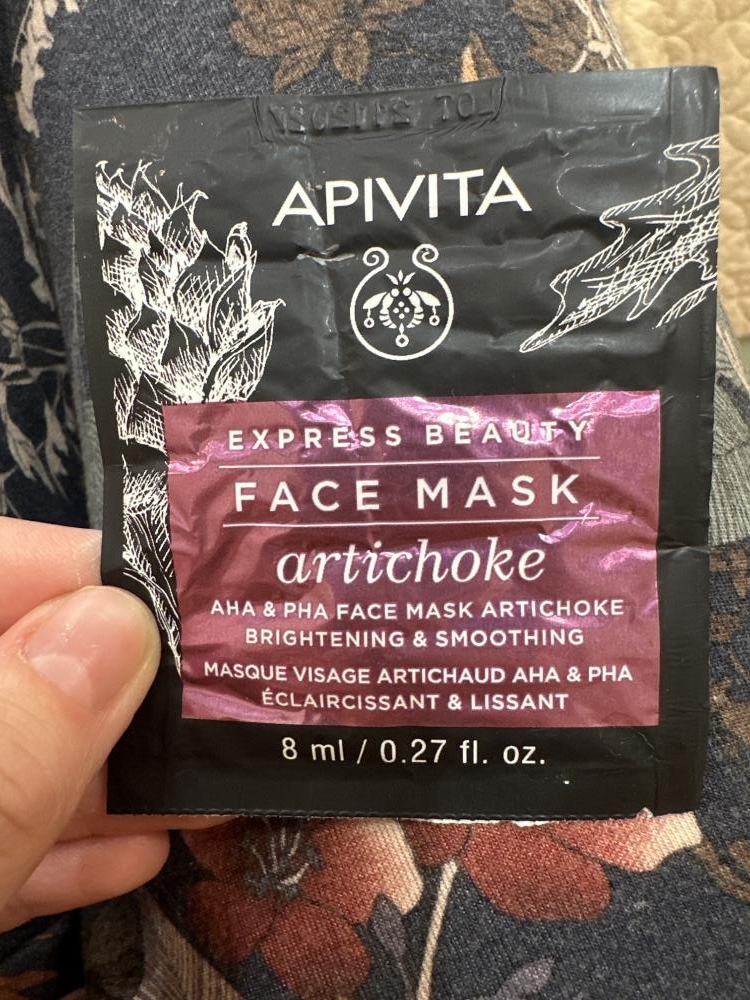 APIVITA
EXPRESS BEAUTY
FACE MASK
artichoke
AHA & PHA FACE MASK ARTICHOKE
BRIGHTENING & SMOOTHING
MASQUE VISAGE ARTICHAUD AHA & PHA
ÉCLAIRCISSANT & LISSANT
8 ml / 0.27 fl. oz.